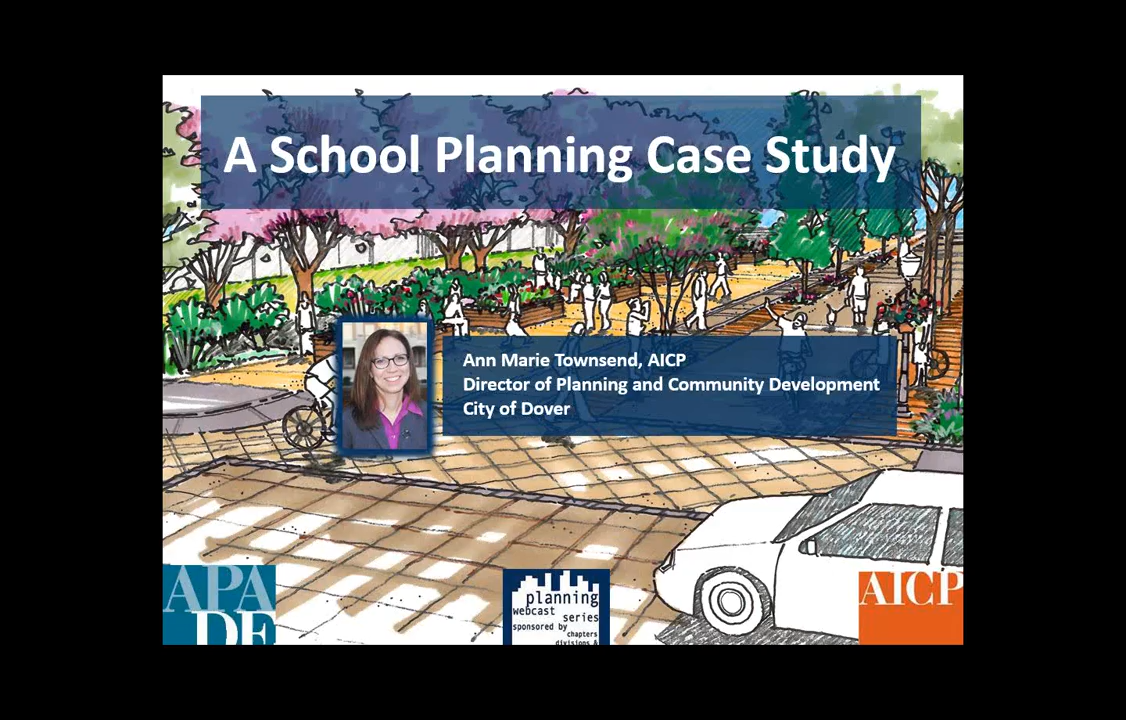 A School Planning Case Study
Ann Marie Townsend, AICP
Director of Planning and Community Development
City of Dover
APA
DE
planning
webcast series
sponsored by
chapters
divisions &
AICP